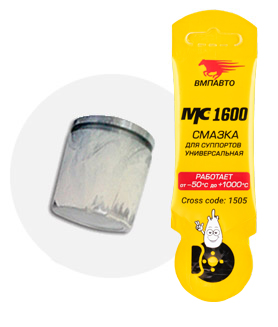 ВМПАВТО
МС 1600
СМАЗКА
ДЛЯ СУППОРТОВ
УНИВЕРСАЛЬНАЯ
РАБОТАЕТ
от –50°С до +1000°С
Cross code: 1505